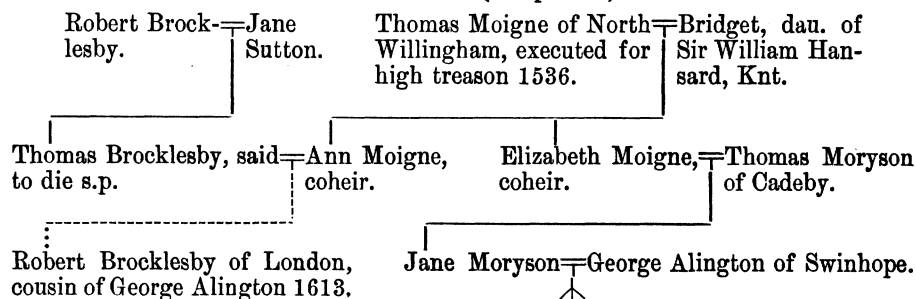 Robert Brock- Jane Thomas Moigne of North Bridget, dau. of
lesby. Sutton. Willingham, executed for Sir William Han-
high treason 1536. sard, Knt.
Thomas Brocklesby, said Ann Moigne, Elizabeth Moigne, Thomas Moryson
to die s.p. coheir. coheir. of Cadeby.
Robert Brocklesby of London, Jane Moryson George Alington of Swinhope.
cousin of George Alington 1613.